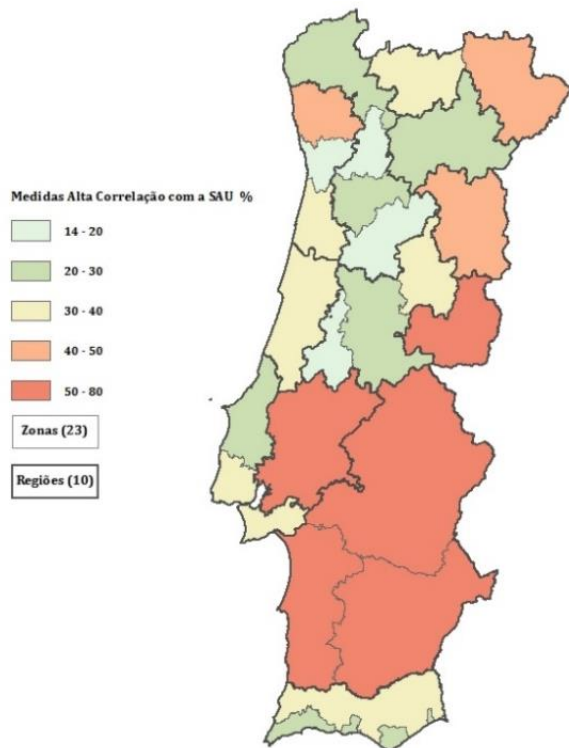 Medidas Alta Correlação com a SAU %
14 - 20
20 - 30
30 - 40
40 - 50
50 - 80
Zonas (23)
Regiões (10)